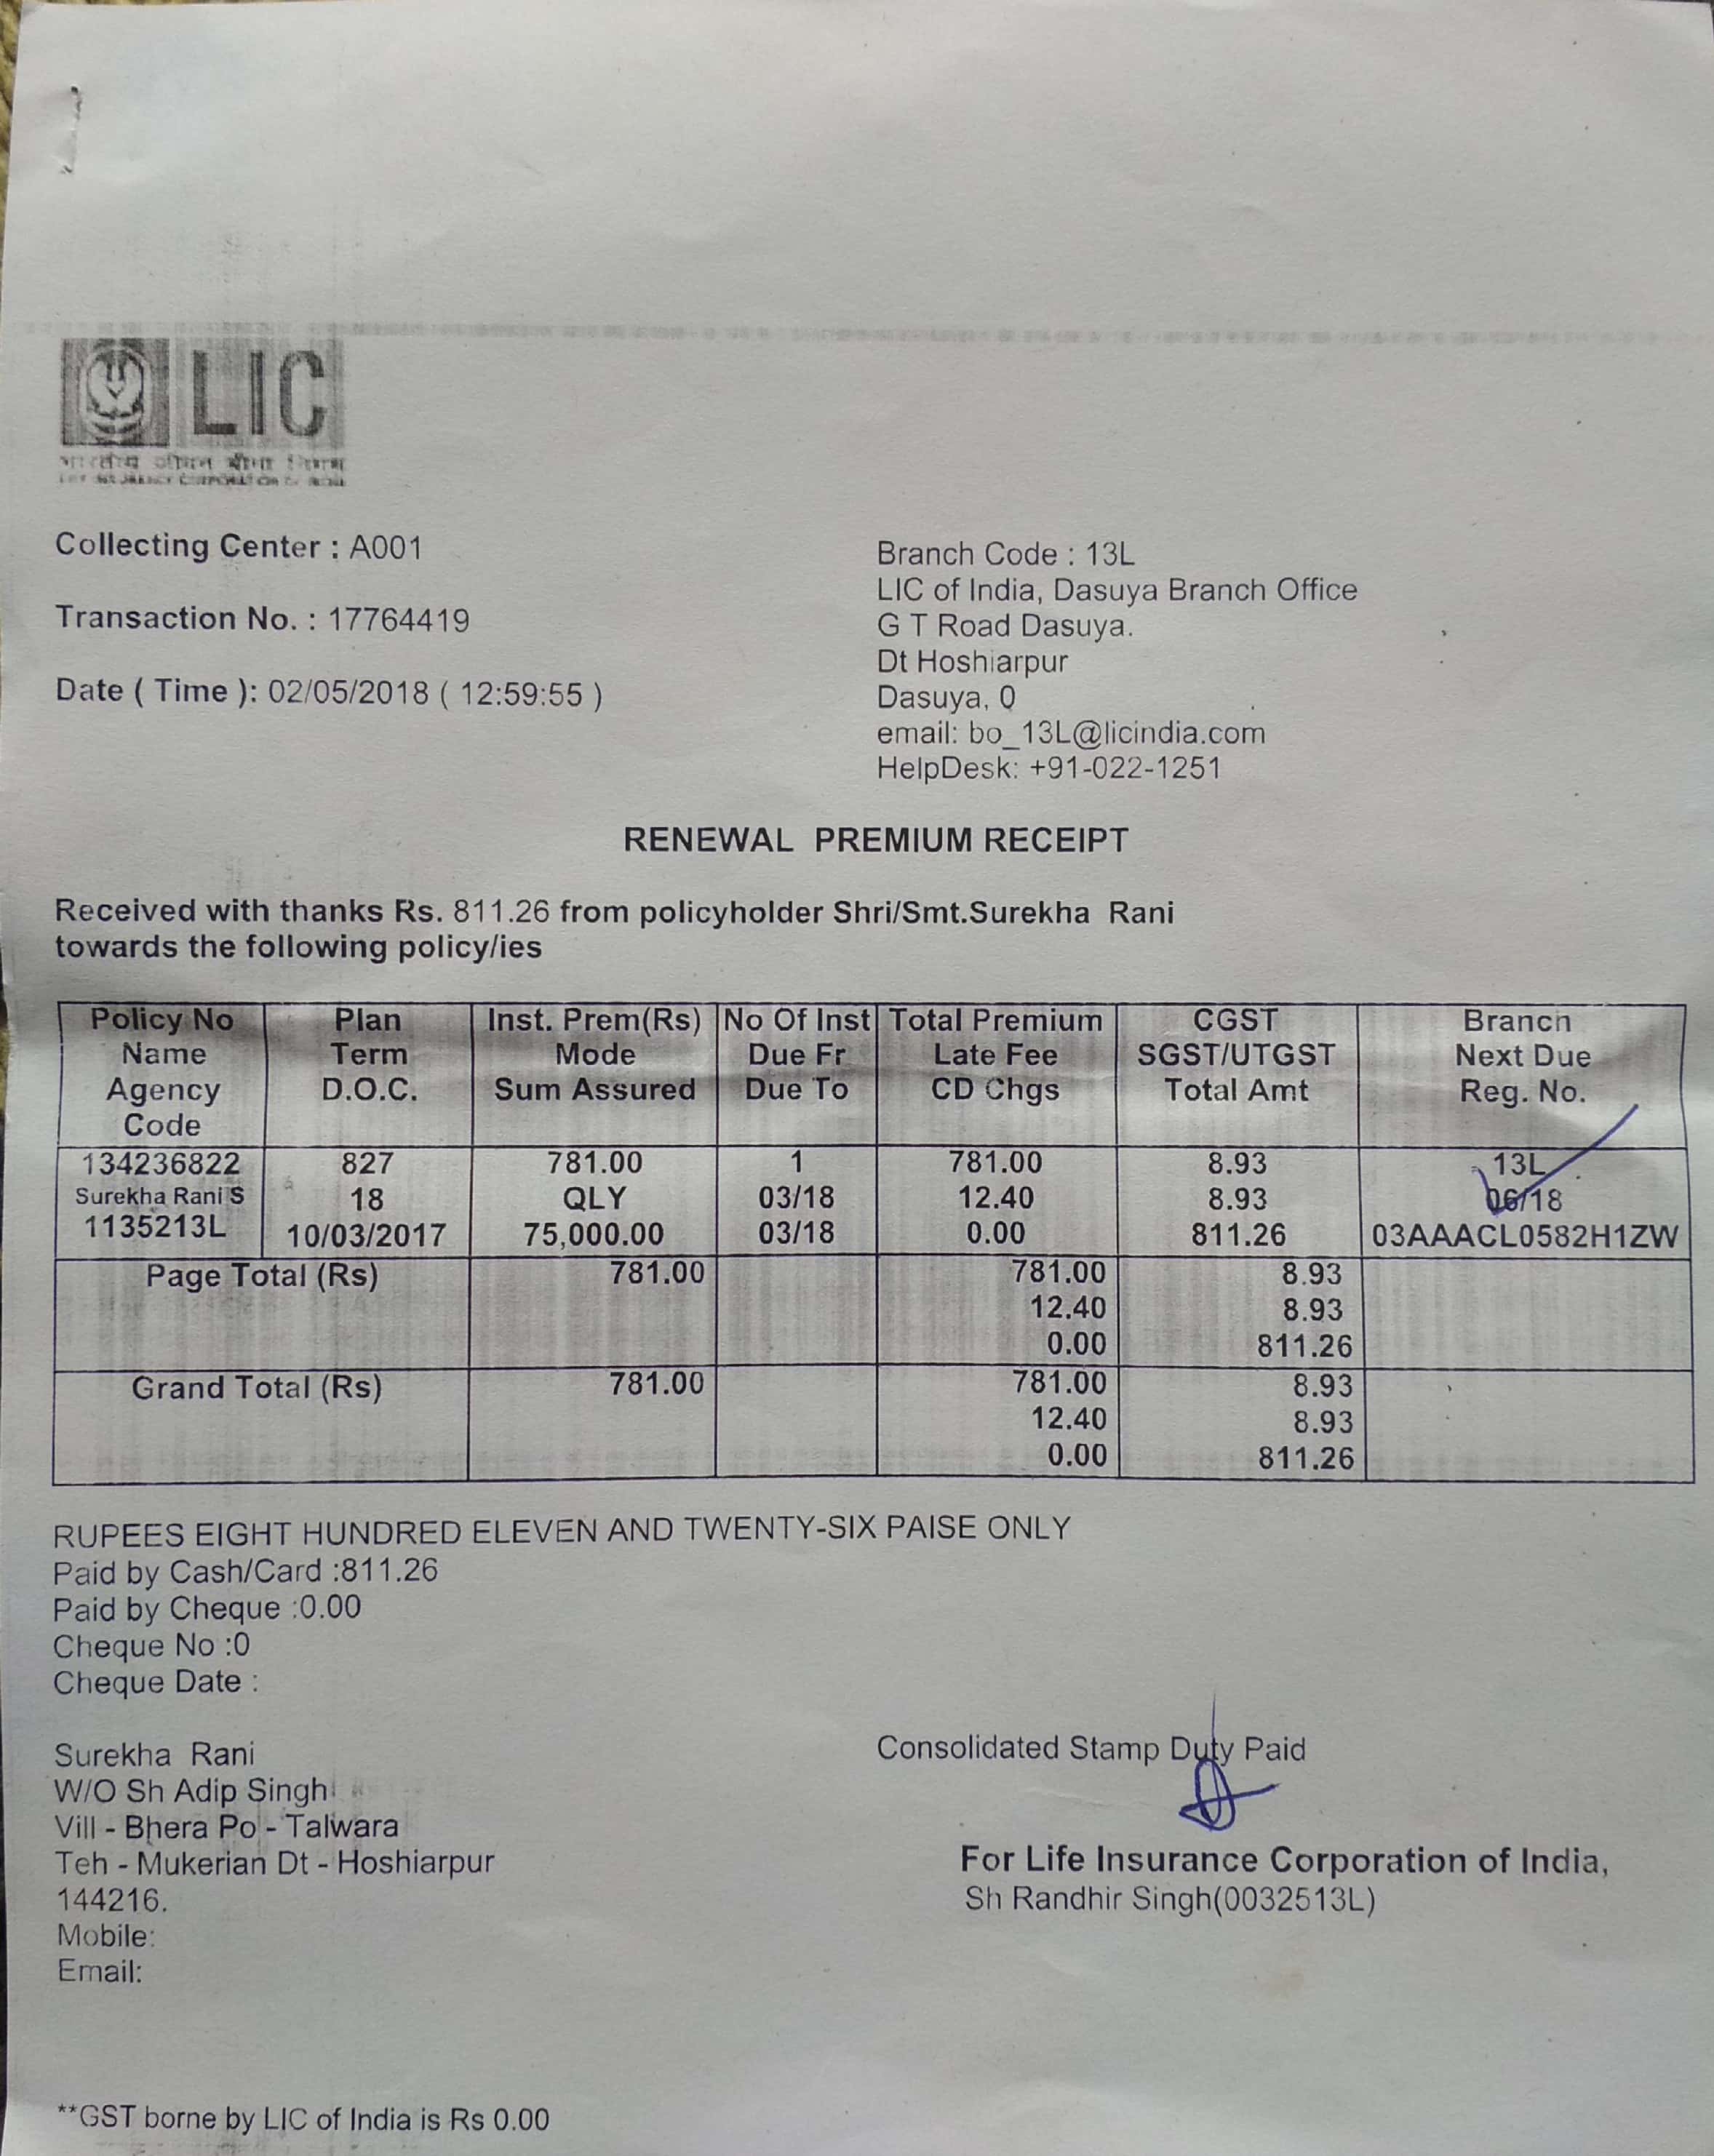 LIC
भारतीय जीवन बीमा निगम
LIFE INSURANCE CORPORATION OF INDIA
Collecting Center : A001
Transaction No. : 17764419
Date ( Time ): 02/05/2018 ( 12:59:55 )
Branch Code : 13L
LIC of India, Dasuya Branch Office
G T Road Dasuya.
Dt Hoshiarpur
Dasuya, 0
email: bo_13L@licindia.com
HelpDesk: +91-022-1251
RENEWAL PREMIUM RECEIPT
Received with thanks Rs. 811.26 from policyholder Shri/Smt.Surekha Rani
towards the following policy/ies
Policy No Plan Inst. Prem(Rs) No Of Inst Total Premium CGST Branch
Name Term Mode Due Fr Late Fee SGST/UTGST Next Due
Agency D.O.C. Sum Assured Due To CD Chgs Total Amt Reg. No.
Code
134236822 827 781.00 1 781.00 8.93 13L
Surekha Rani S 18 QLY 03/18 12.40 8.93 06/18
1135213L 10/03/2017 75,000.00 03/18 0.00 811.26 03AAACL0582H1ZW
Page Total (Rs) 781.00 781.00 8.93
12.40 8.93
0.00 811.26
Grand Total (Rs) 781.00 781.00 8.93
12.40 8.93
0.00 811.26
RUPEES EIGHT HUNDRED ELEVEN AND TWENTY-SIX PAISE ONLY
Paid by Cash/Card :811.26
Paid by Cheque :0.00
Cheque No :0
Cheque Date :
Surekha Rani
W/O Sh Adip Singh
Vill - Bhera Po - Talwara
Teh - Mukerian Dt - Hoshiarpur
144216.
Mobile:
Email:
Consolidated Stamp Duty Paid
For Life Insurance Corporation of India,
Sh Randhir Singh(0032513L)
**GST borne by LIC of India is Rs 0.00